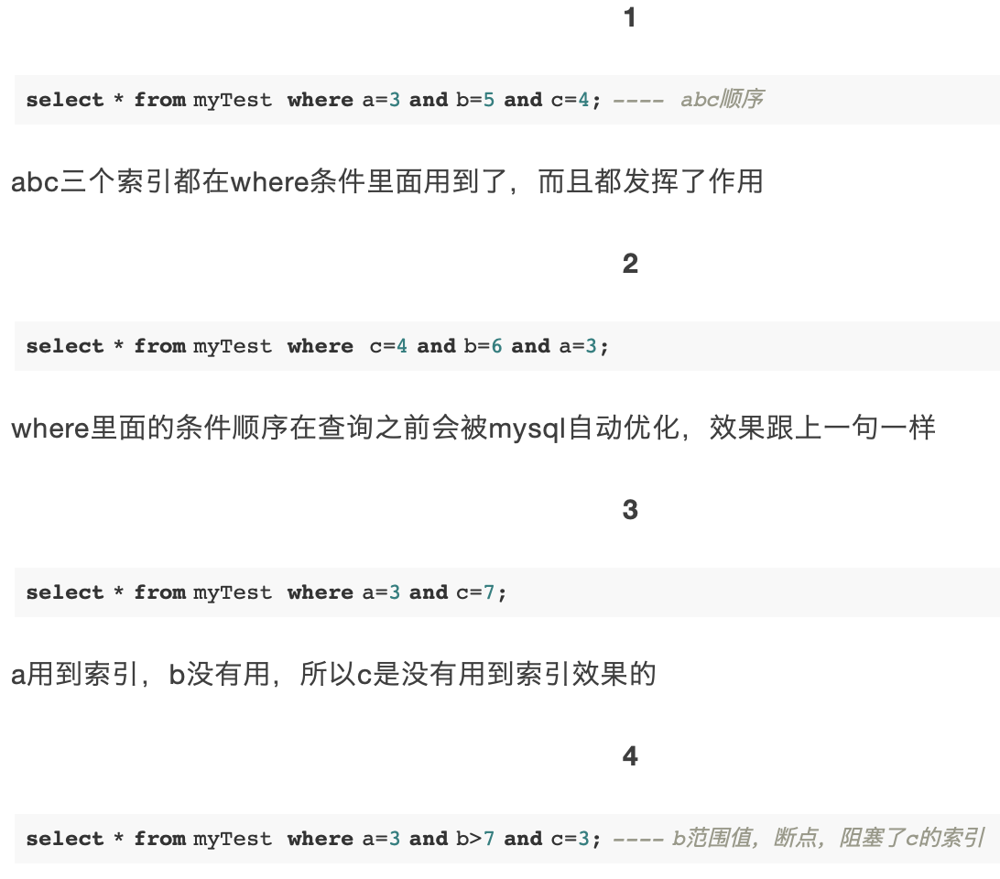 1
select * from myTest where a=3 and b=5 and c=4; ---- abc顺序
abc三个索引都在where条件里面用到了，而且都发挥了作用
2
select * from myTest where c=4 and b=6 and a=3;
where里面的条件顺序在查询之前会被mysql自动优化，效果跟上一句一样
3
select * from myTest where a=3 and c=7;
a用到索引，b没有用，所以c是没有用到索引效果的
4
select * from myTest where a=3 and b>7 and c=3; ---- b范围值，断点，阻塞了c的索引